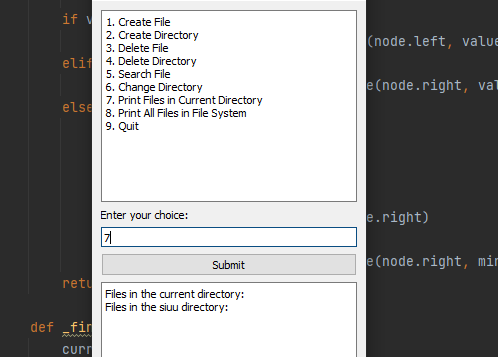 if v
1. Create File
2. Create Directory
3. Delete File
4. Delete Directory
5. Search File
6. Change Directory
7. Print Files in Current Directory
8. Print All Files in File System
9. Quit
(node.left, value
elif
e(node.right, val
else
Enter your choice:
e.right)
7
Submit
e(node.right, min
retu
Files in the current directory:
Files in the siuu directory:
def _fin
curr